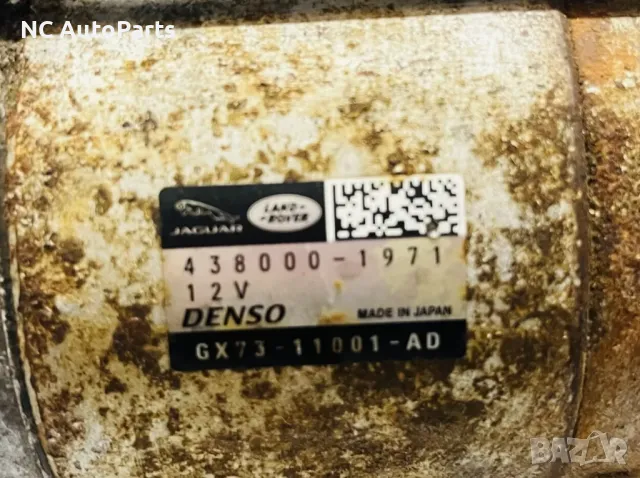 NC AutoParts
JAGUAR
LAND-
-ROVER
438000-1971
12V
DENSO MADE IN JAPAN
GX73-11001-AD
BAZAR